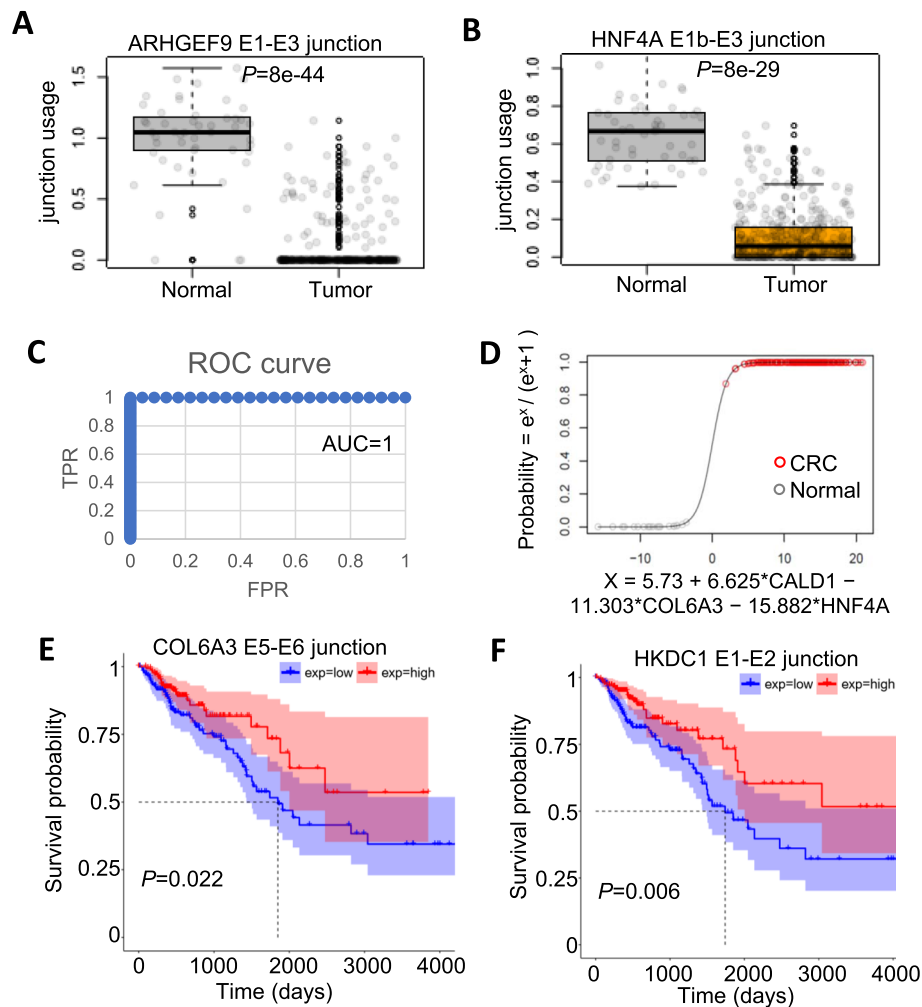 A
ARHGEF9 E1-E3 junction
P=8e-44
junction usage
1.5
1.0
0.5
0.0
Normal
Tumor
B
HNF4A E1b-E3 junction
P=8e-29
junction usage
1.0
0.8
0.6
0.4
0.2
0.0
Normal
Tumor
C
ROC curve
AUC=1
TPR
1
0.8
0.6
0.4
0.2
0
0
0.2
0.4
0.6
0.8
1
FPR
D
Probability = eˣ / (eˣ+1 )
1.0
0.8
0.6
0.4
0.2
0.0
CRC
Normal
−10
0
10
20
X = 5.73 + 6.625*CALD1 −
11.303*COL6A3 − 15.882*HNF4A
E
COL6A3 E5-E6 junction
exp=low
exp=high
Survival probability
1
0.75
0.5
0.25
0
P=0.022
0
1000
2000
3000
4000
Time (days)
F
HKDC1 E1-E2 junction
exp=low
exp=high
Survival probability
1
0.75
0.5
0.25
0
P=0.006
0
1000
2000
3000
4000
Time (days)